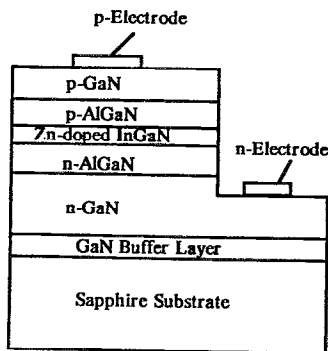 p-Electrode
p-GaN
p-AlGaN
Zn-doped InGaN
n-AlGaN
n-Electrode
n-GaN
GaN Buffer Layer
Sapphire Substrate